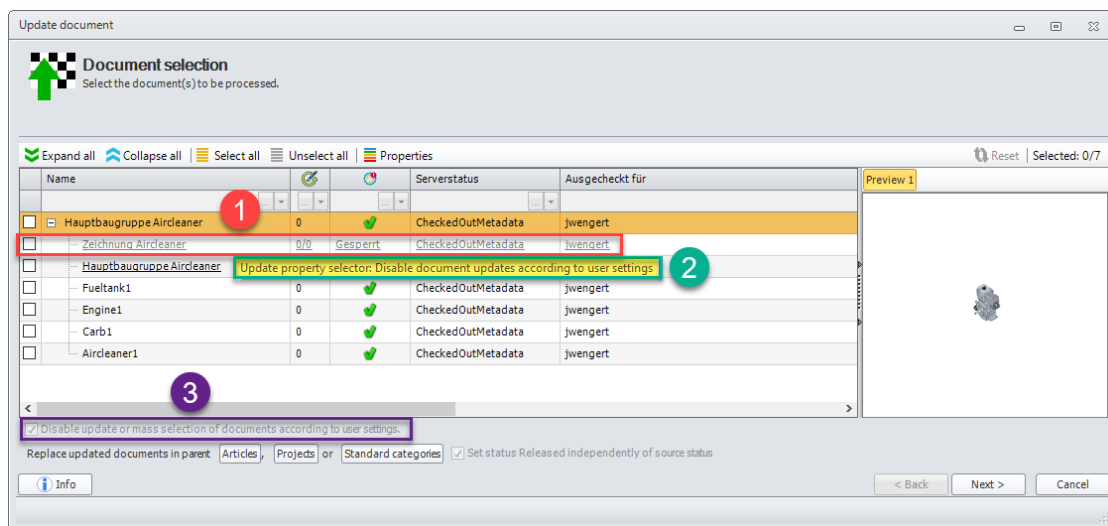 Update document
Document selection
Select the document(s) to be processed.
Expand all Collapse all Select all Unselect all Properties Reset Selected: 0/7
Name Serverstatus Ausgecheckt für Preview 1
1
Hauptbaugruppe Aircleaner 0 CheckedOutMetadata jwengert
Zeichnung Aircleaner 0/0 Gesperrt CheckedOutMetadata jwengert
Hauptbaugruppe Aircleaner Update property selector: Disable document updates according to user settings 2
Fueltank1 0 CheckedOutMetadata jwengert
Engine1 0 CheckedOutMetadata jwengert
Carb1 0 CheckedOutMetadata jwengert
Aircleaner1 0 CheckedOutMetadata jwengert
3
Disable update or mass selection of documents according to user settings.
Replace updated documents in parent Articles, Projects or Standard categories Set status Released independently of source status
Info < Back Next > Cancel